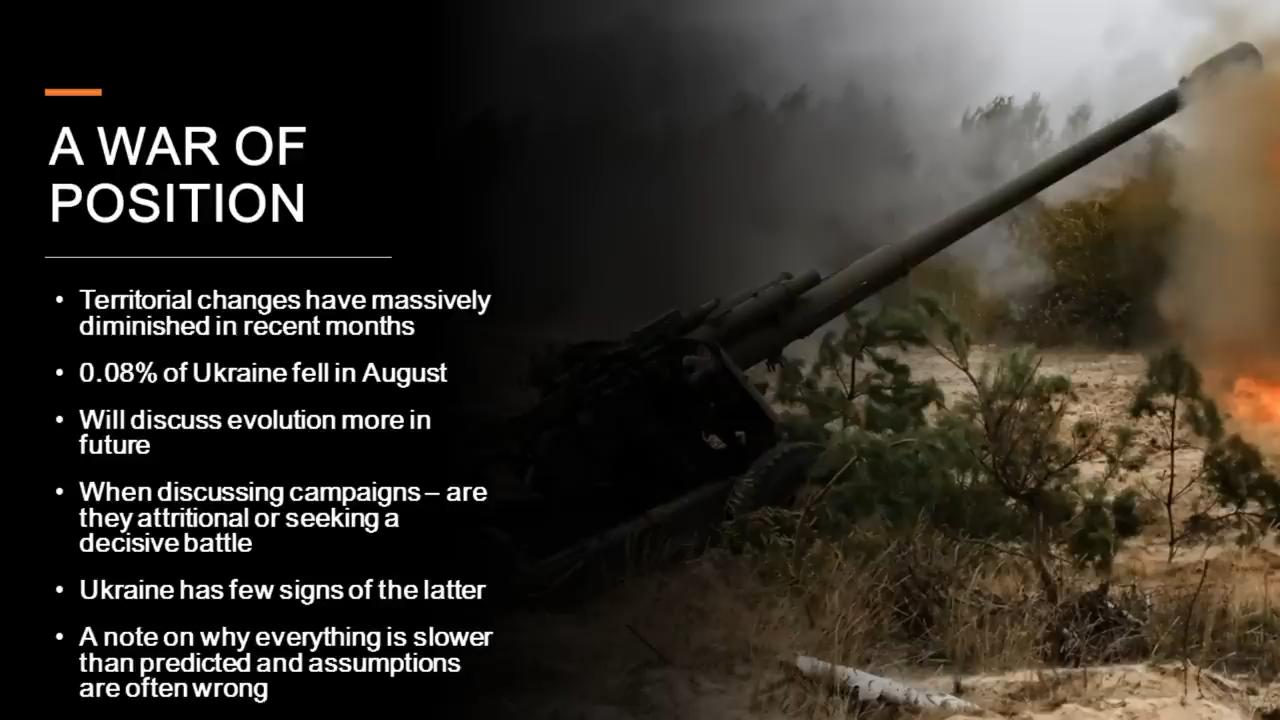 A WAR OF
POSITION
• Territorial changes have massively
diminished in recent months
• 0.08% of Ukraine fell in August
• Will discuss evolution more in
future
• When discussing campaigns – are
they attritional or seeking a
decisive battle
• Ukraine has few signs of the latter
• A note on why everything is slower
than predicted and assumptions
are often wrong